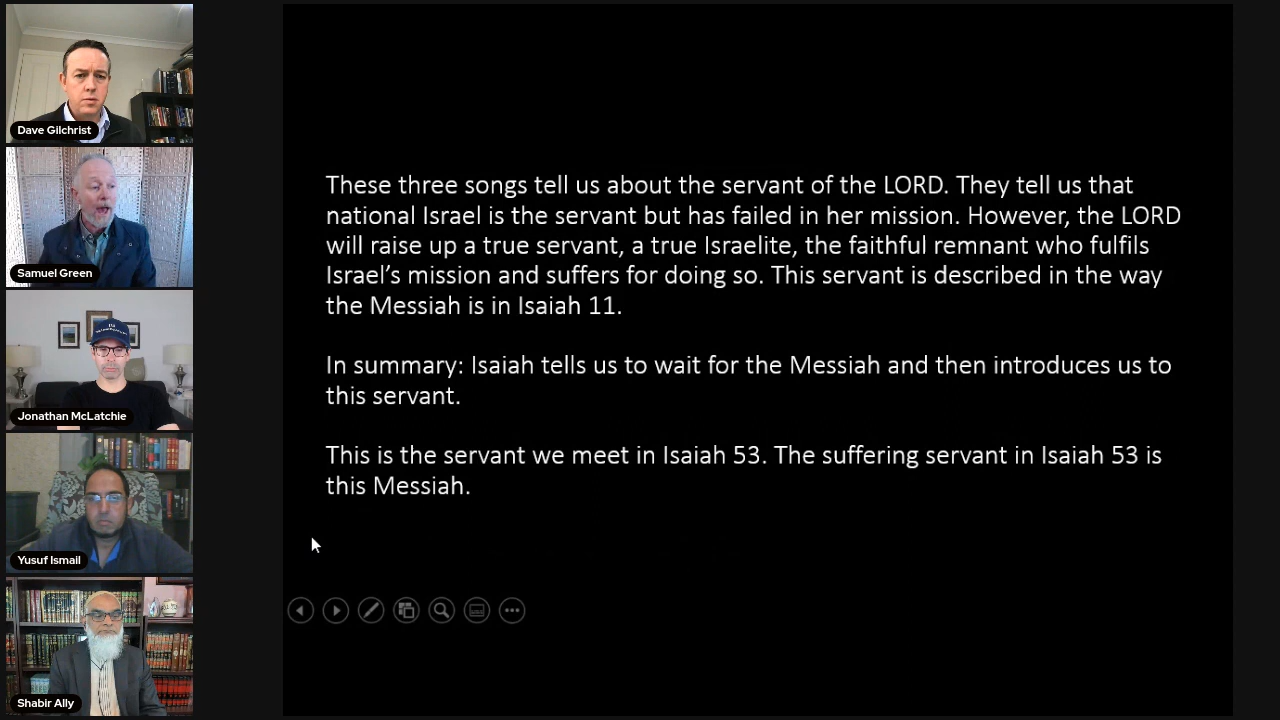 Dave Gilchrist
Samuel Green
Jonathan McLatchie
Yusuf Ismail
Shabir Ally
These three songs tell us about the servant of the LORD. They tell us that
national Israel is the servant but has failed in her mission. However, the LORD
will raise up a true servant, a true Israelite, the faithful remnant who fulfils
Israel’s mission and suffers for doing so. This servant is described in the way
the Messiah is in Isaiah 11.
In summary: Isaiah tells us to wait for the Messiah and then introduces us to
this servant.
This is the servant we meet in Isaiah 53. The suffering servant in Isaiah 53 is
this Messiah.